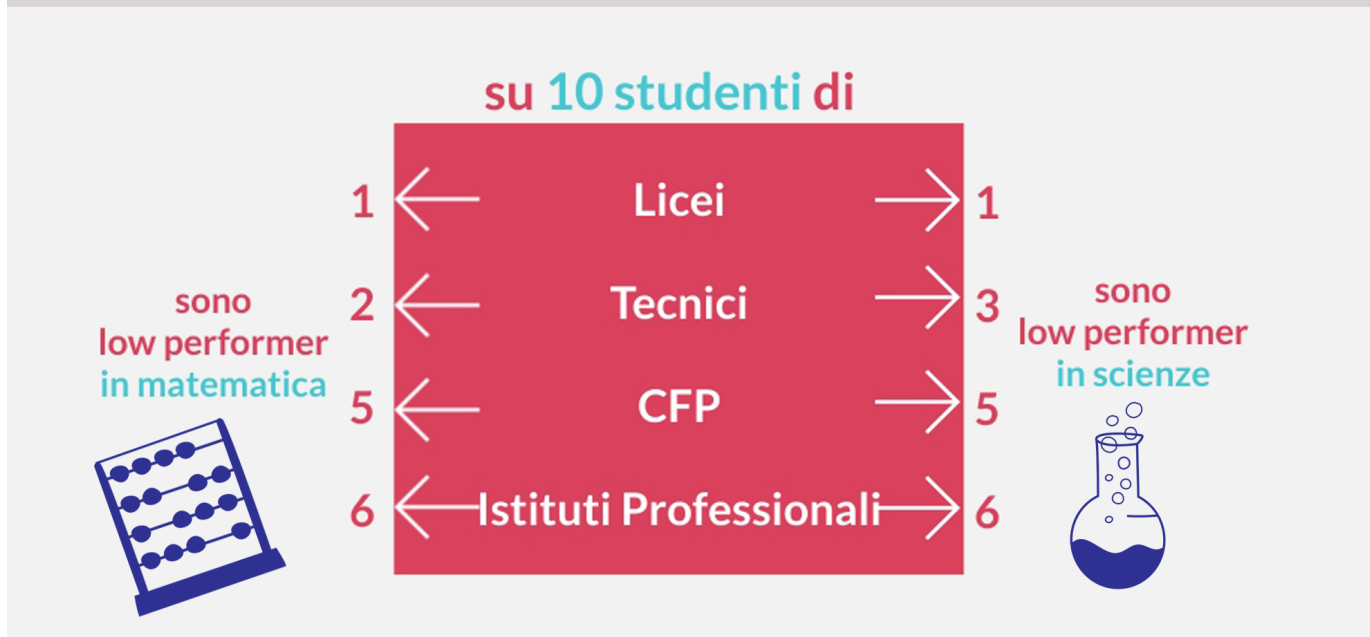 su 10 studenti di
1 Licei 1
2 Tecnici 3
5 CFP 5
6 Istituti Professionali 6
sono
low performer
in matematica
sono
low performer
in scienze